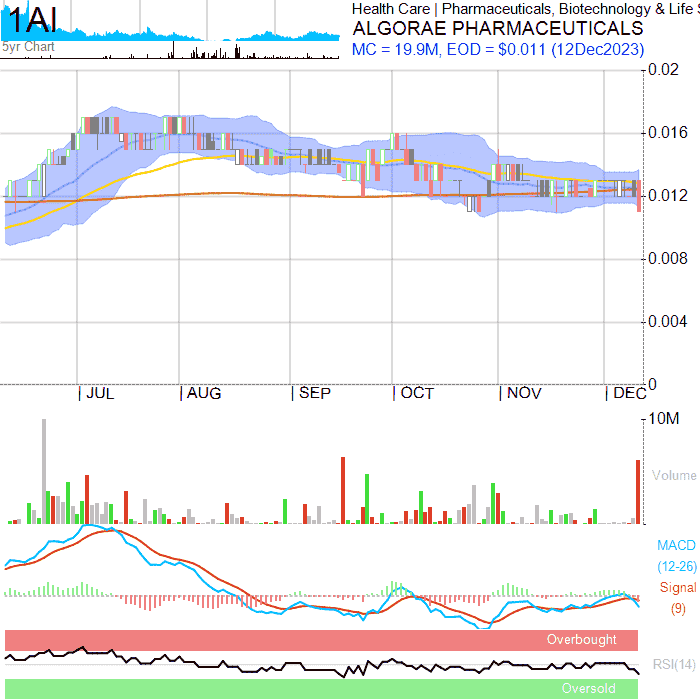 1AI
5yr Chart
Health Care | Pharmaceuticals, Biotechnology & Life S
ALGORAE PHARMACEUTICALS
MC = 19.9M, EOD = $0.011 (12Dec2023)
0.02
0.016
0.012
0.008
0.004
0
| JUL | AUG | SEP | OCT | NOV | DEC
10M
Volume
MACD
(12-26)
Signal
(9)
Overbought
RSI(14)
Oversold